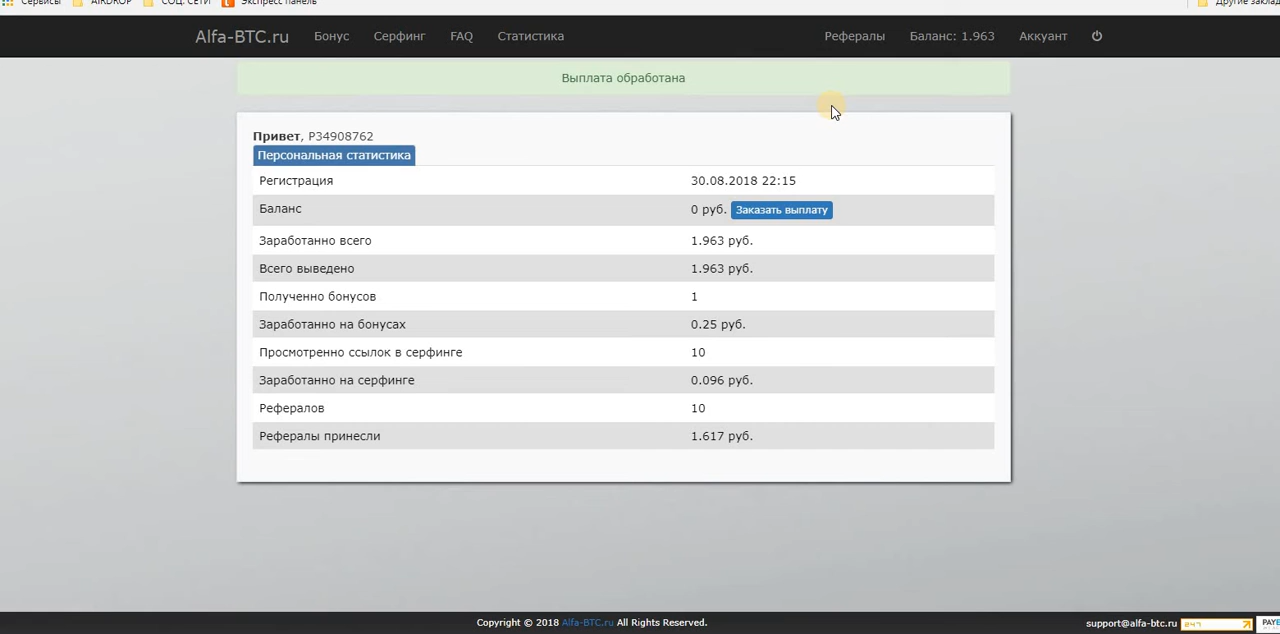 Сервисы AIRDROP СОЦ. СЕТИ Экспресс панель Другие заклад
Alfa-BTC.ru Бонус Серфинг FAQ Статистика Рефералы Баланс: 1.963 Аккуант
Выплата обработана
Привет, P34908762
Персональная статистика
Регистрация 30.08.2018 22:15
Баланс 0 руб. Заказать выплату
Заработанно всего 1.963 руб.
Всего выведено 1.963 руб.
Полученно бонусов 1
Заработанно на бонусах 0.25 руб.
Просмотренно ссылок в серфинге 10
Заработанно на серфинге 0.096 руб.
Рефералов 10
Рефералы принесли 1.617 руб.
Copyright © 2018 Alfa-BTC.ru All Rights Reserved. support@alfa-btc.ru